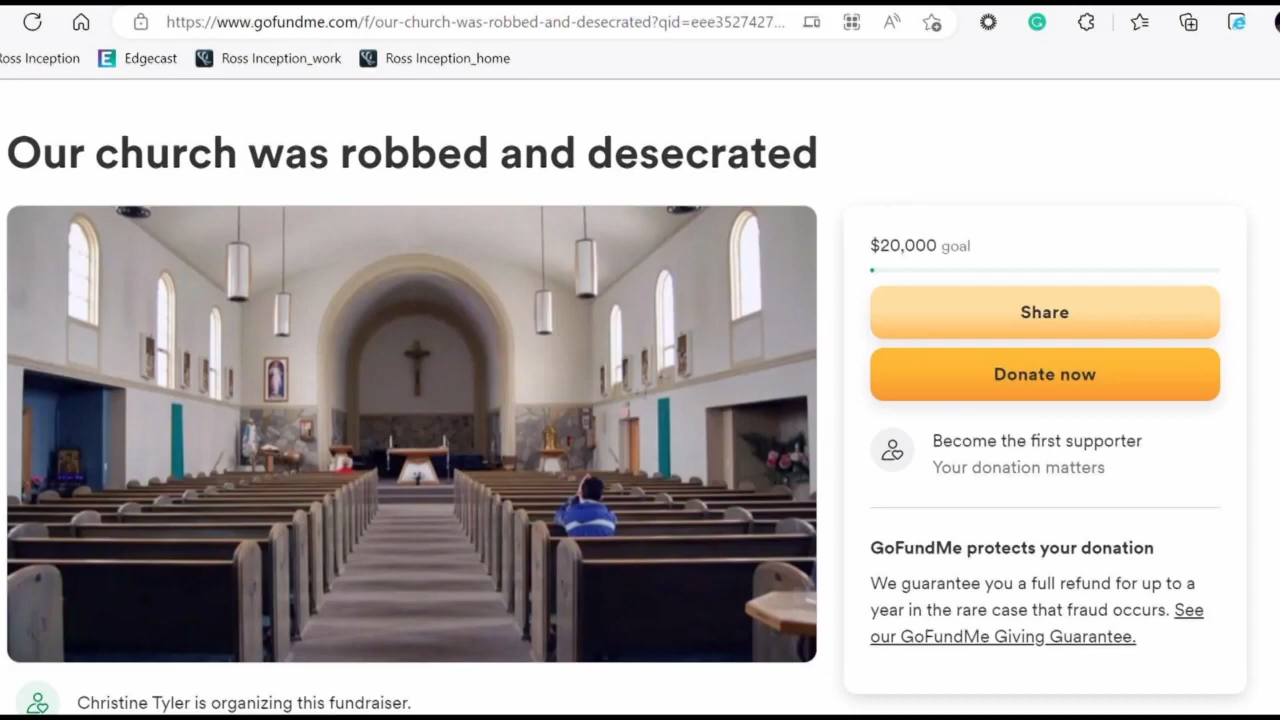 https://www.gofundme.com/f/our-church-was-robbed-and-desecrated?qid=eee3527427...
oss Inception
Edgecast
Ross Inception_work
Ross Inception_home
Our church was robbed and desecrated
$20,000 goal
Share
Donate now
Become the first supporter
Your donation matters
GoFundMe protects your donation
We guarantee you a full refund for up to a
year in the rare case that fraud occurs. See
our GoFundMe Giving Guarantee.
Christine Tyler is organizing this fundraiser.